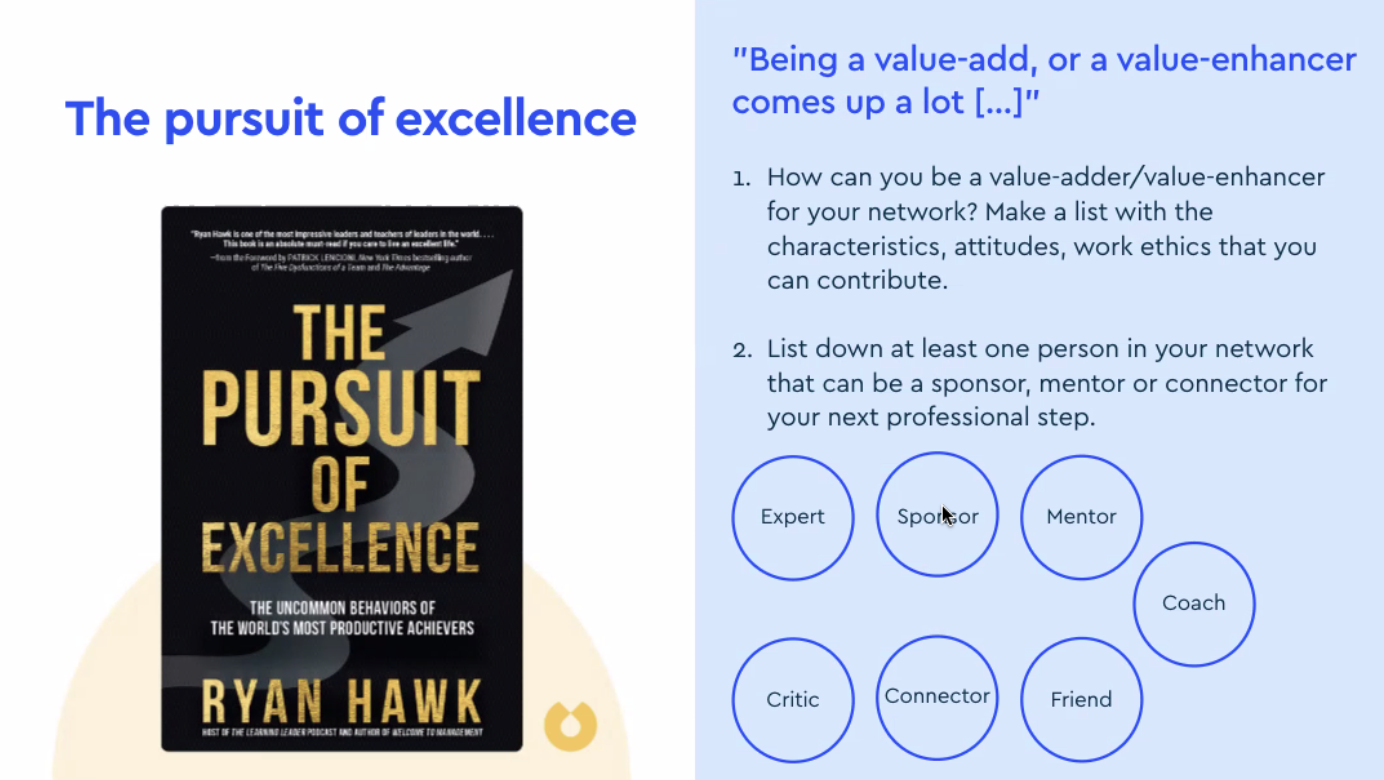 The pursuit of excellence
"Ryan Hawk is one of the most impressive leaders and teachers of leaders in the world. . . .
This book is an absolute must-read if you care to live an excellent life."
—from the Foreword by PATRICK LENCIONI, New York Times bestselling author
of The Five Dysfunctions of a Team and The Advantage
THE
PURSUIT
OF
EXCELLENCE
THE UNCOMMON BEHAVIORS OF
THE WORLD'S MOST PRODUCTIVE ACHIEVERS
RYAN HAWK
HOST OF THE LEARNING LEADER PODCAST AND AUTHOR OF WELCOME TO MANAGEMENT
"Being a value-add, or a value-enhancer
comes up a lot [...]"
1. How can you be a value-adder/value-enhancer
for your network? Make a list with the
characteristics, attitudes, work ethics that you
can contribute.
2. List down at least one person in your network
that can be a sponsor, mentor or connector for
your next professional step.
Expert
Sponsor
Mentor
Coach
Critic
Connector
Friend